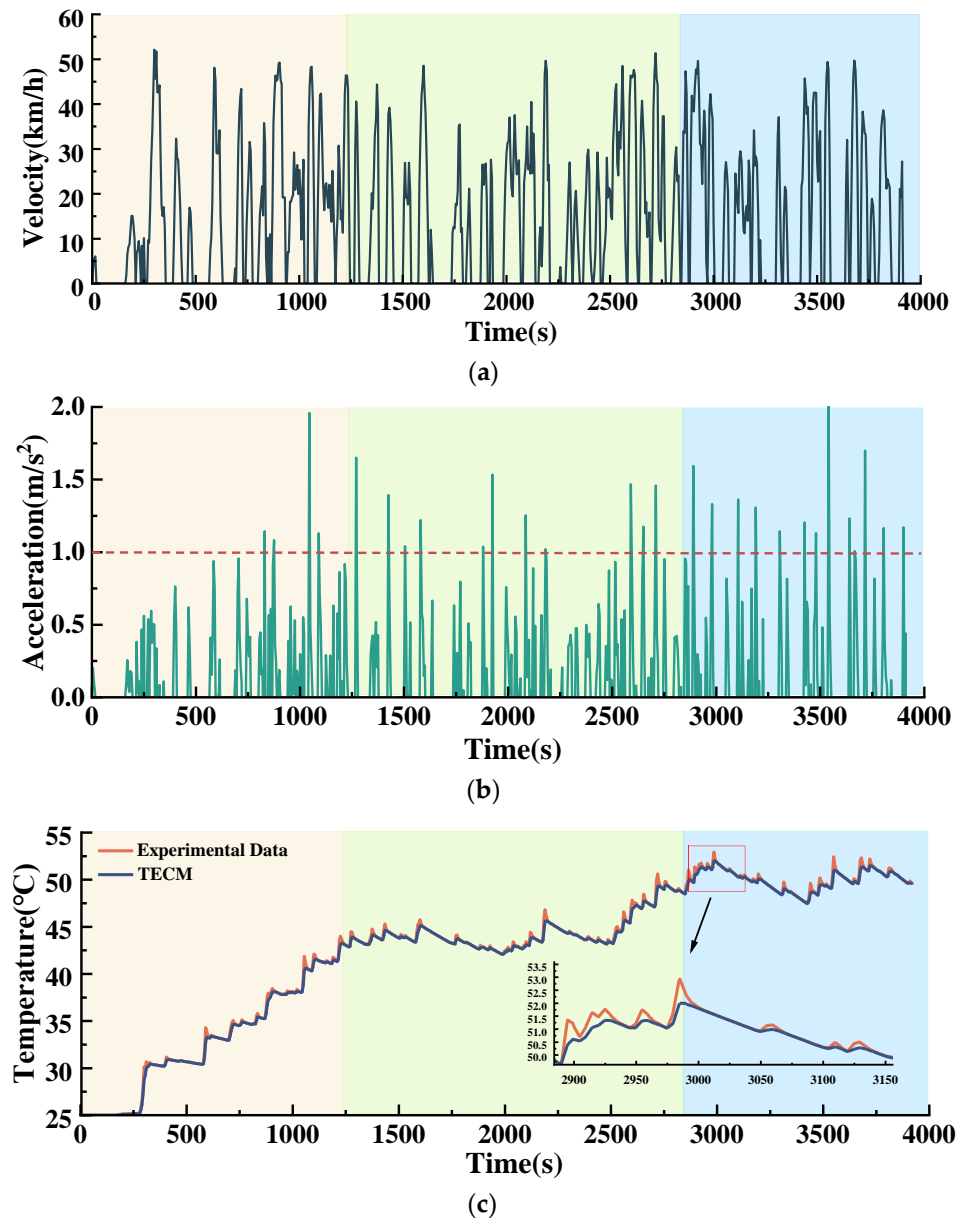 60
50
40
30
20
10
0
Velocity(km/h)
0 500 1000 1500 2000 2500 3000 3500 4000
Time(s)
(a)
2.0
1.5
1.0
0.5
0.0
Acceleration(m/s²)
0 500 1000 1500 2000 2500 3000 3500 4000
Time(s)
(b)
55
50
45
40
35
30
25
Temperature(℃)
Experimental Data
TECM
53.5
53.0
52.5
52.0
51.5
51.0
50.5
50.0
2900 2950 3000 3050 3100 3150
0 500 1000 1500 2000 2500 3000 3500 4000
Time(s)
(c)